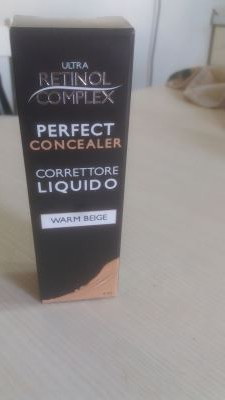 ULTRA
RETINOL
COMPLEX
PERFECT
CONCEALER
CORRETTORE
LIQUIDO
WARM BEIGE